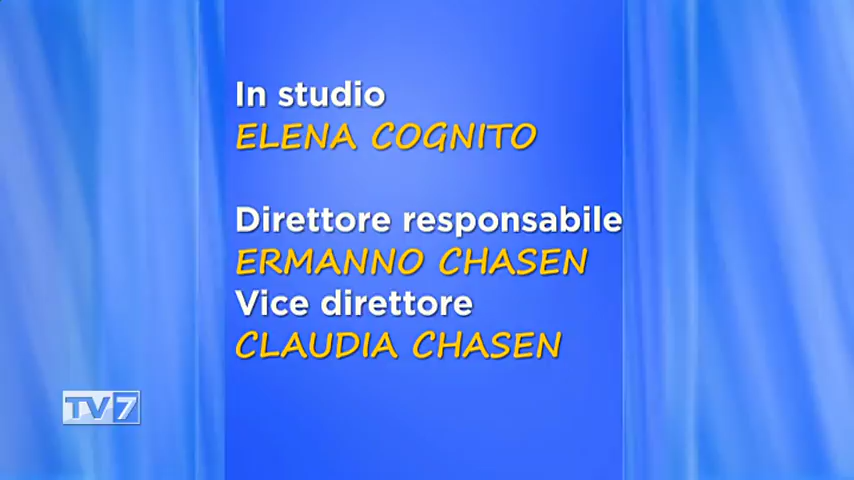 In studio
ELENA COGNITO
Direttore responsabile
ERMANNO CHASEN
Vice direttore
CLAUDIA CHASEN
TV7